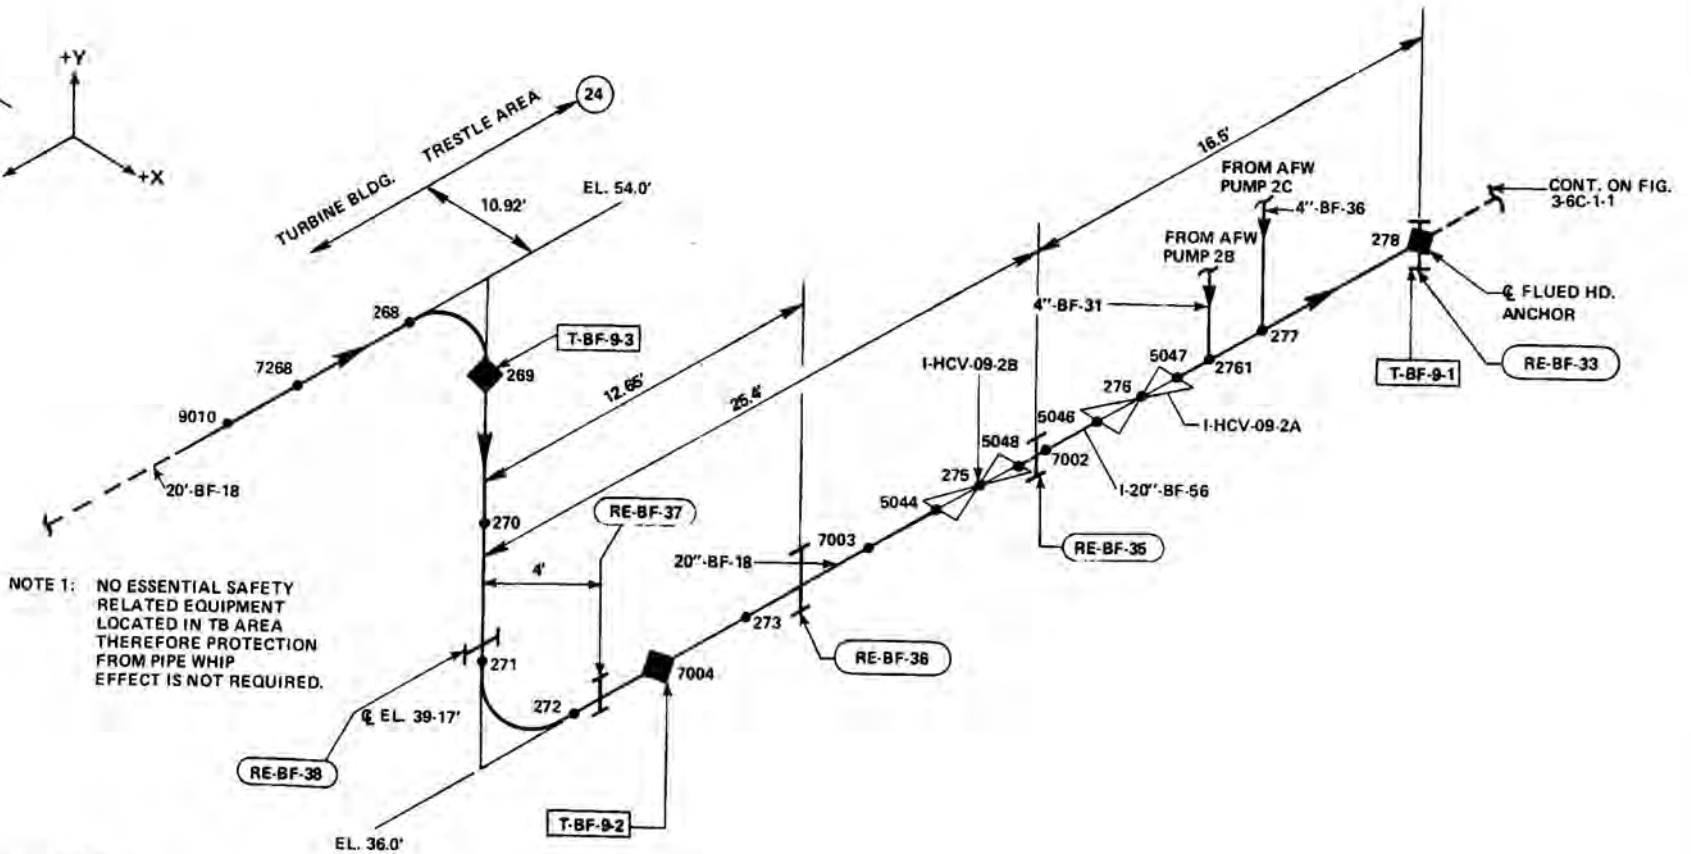 +Y
+X
TURBINE BLDG.
TRESTLE AREA
24
10.92'
EL. 54.0'
16.5'
FROM AFW
PUMP 2C
4"-BF-36
CONT. ON FIG.
3-6C-1-1
278
FROM AFW
PUMP 2B
4"-BF-31
℄ FLUED HD.
ANCHOR
277
268
T-BF-9-3
269
7268
9010
20'-BF-18
12.65'
25.4'
I-HCV-09-2B
5047
2761
276
T-BF-9-1
RE-BF-33
5046
I-HCV-09-2A
5048
7002
275
I-20"-BF-56
5044
270
RE-BF-37
7003
RE-BF-35
20"-BF-18
4'
NOTE 1: NO ESSENTIAL SAFETY
RELATED EQUIPMENT
LOCATED IN TB AREA
THEREFORE PROTECTION
FROM PIPE WHIP
EFFECT IS NOT REQUIRED.
273
RE-BF-36
271
7004
272
℄ EL. 39-17'
RE-BF-38
T-BF-9-2
EL. 36.0'